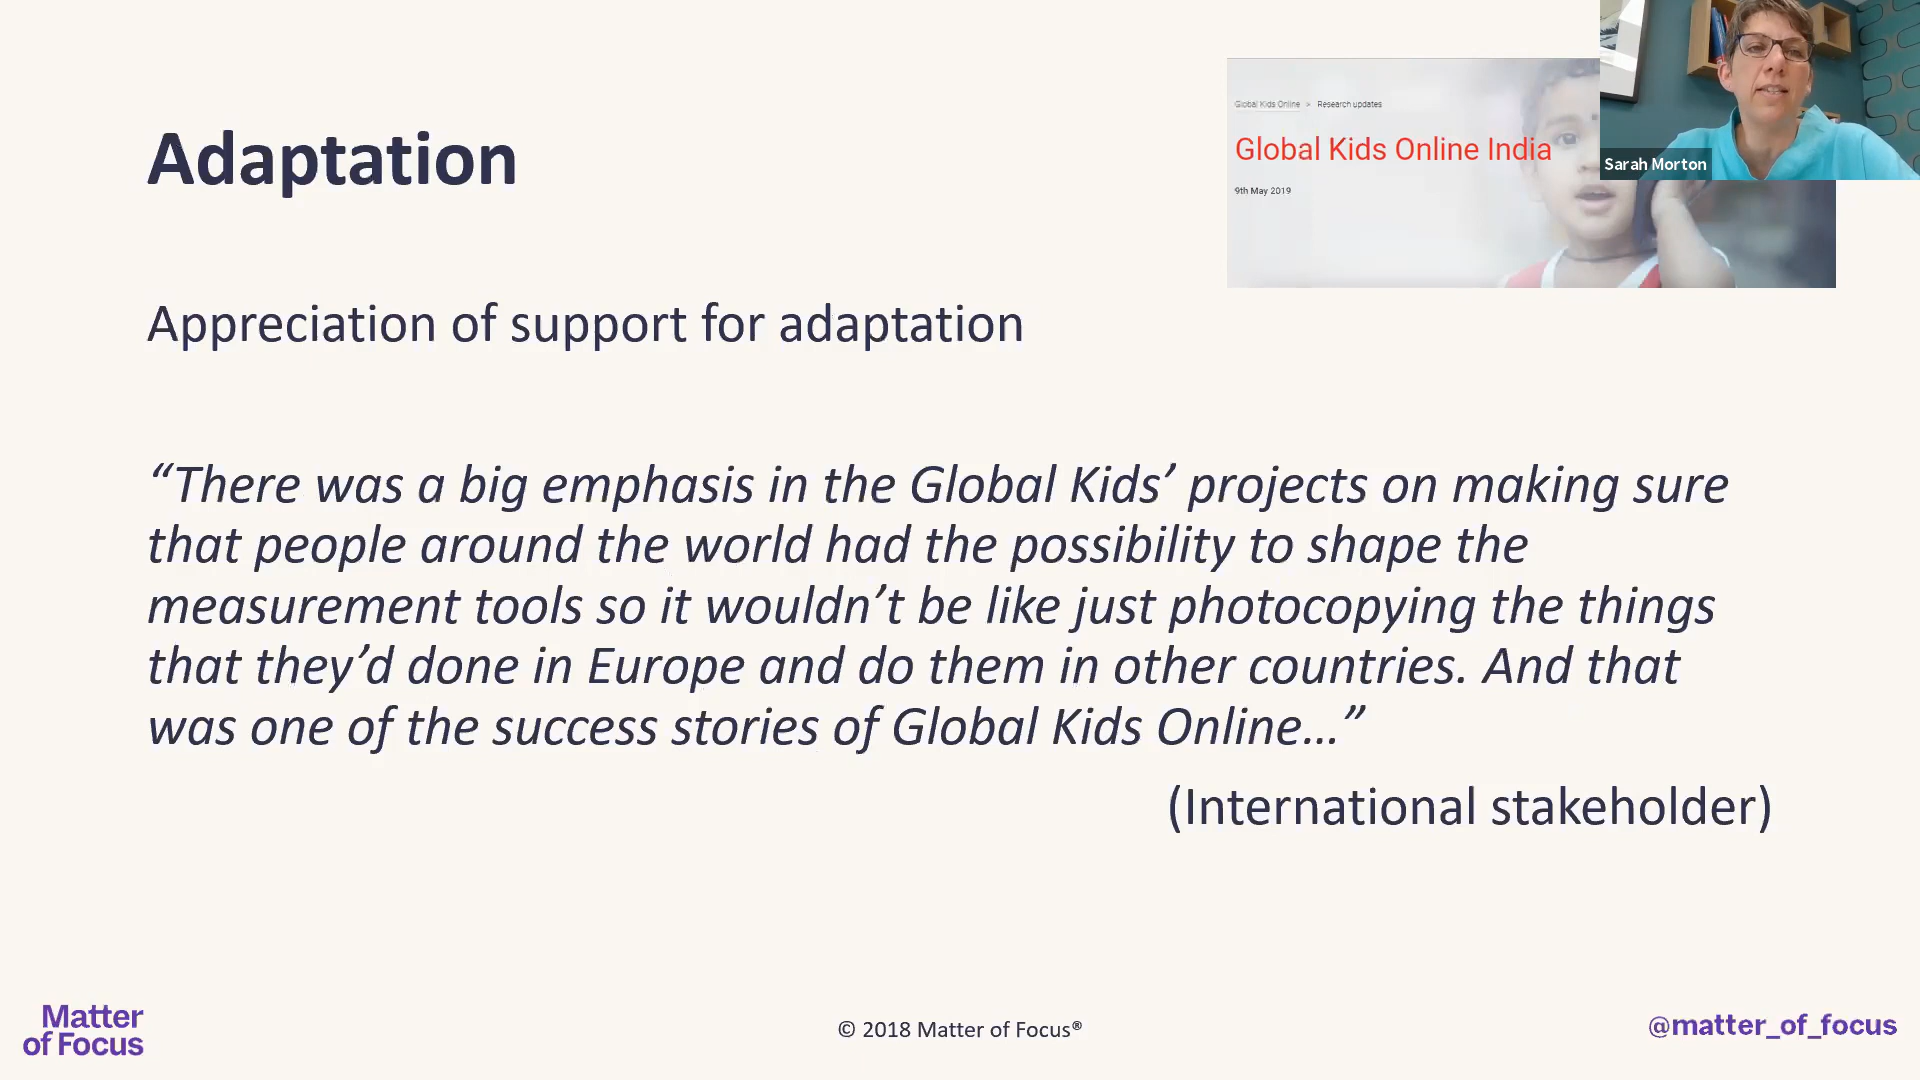 Adaptation
Global Kids Online > Research updates
Global Kids Online India
9th May 2019
Sarah Morton
Appreciation of support for adaptation
“There was a big emphasis in the Global Kids’ projects on making sure
that people around the world had the possibility to shape the
measurement tools so it wouldn’t be like just photocopying the things
that they’d done in Europe and do them in other countries. And that
was one of the success stories of Global Kids Online…”
(International stakeholder)
Matter
of Focus
© 2018 Matter of Focus®
@matter_of_focus